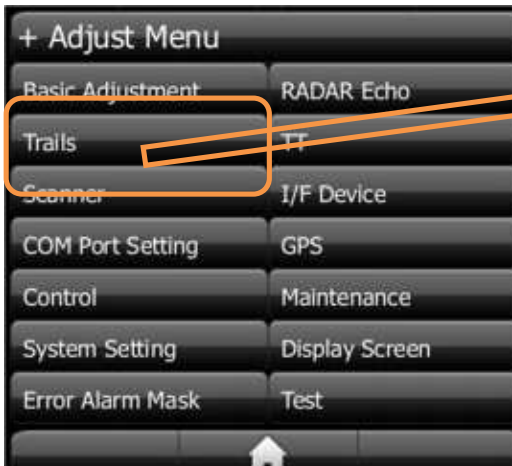 + Adjust Menu
Basic Adjustment RADAR Echo
Trails TT
Scanner I/F Device
COM Port Setting GPS
Control Maintenance
System Setting Display Screen
Error Alarm Mask Test